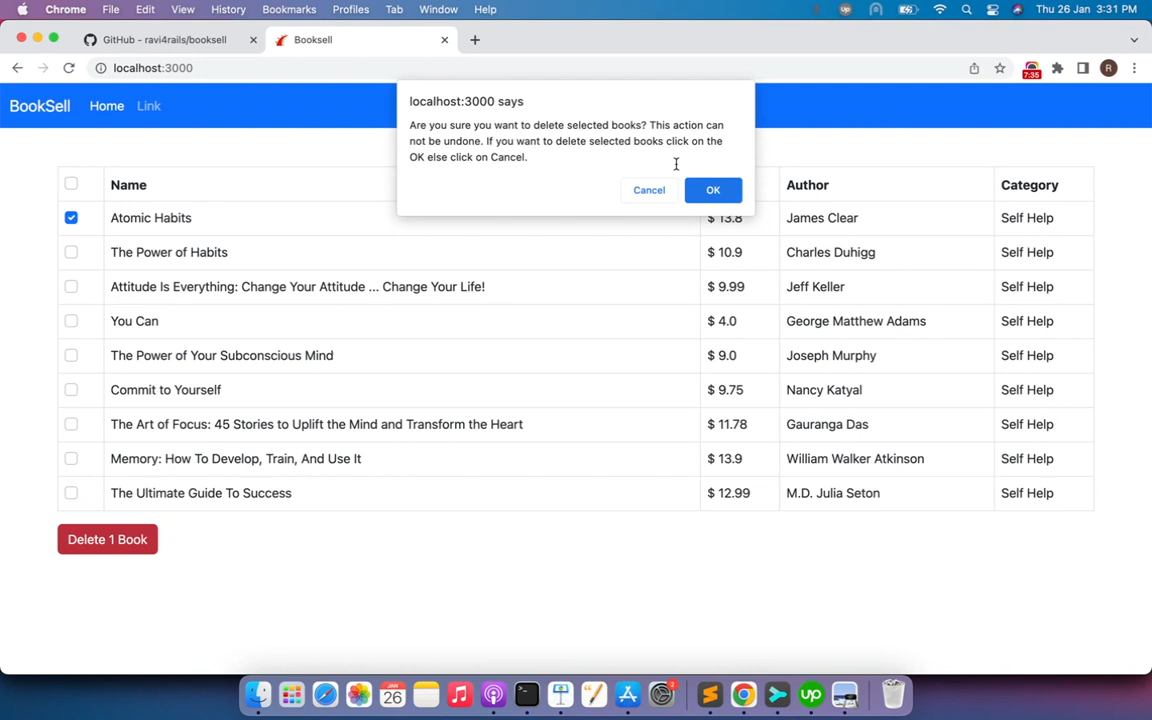 Chrome File Edit View History Bookmarks Profiles Tab Window Help Thu 26 Jan 3:31 PM
GitHub - ravi4rails/booksell Booksell
localhost:3000 7:35 R
BookSell Home Link
localhost:3000 says
Are you sure you want to delete selected books? This action can
not be undone. If you want to delete selected books click on the
OK else click on Cancel.
Cancel OK
Name Author Category
Atomic Habits $ 13.8 James Clear Self Help
The Power of Habits $ 10.9 Charles Duhigg Self Help
Attitude Is Everything: Change Your Attitude ... Change Your Life! $ 9.99 Jeff Keller Self Help
You Can $ 4.0 George Matthew Adams Self Help
The Power of Your Subconscious Mind $ 9.0 Joseph Murphy Self Help
Commit to Yourself $ 9.75 Nancy Katyal Self Help
The Art of Focus: 45 Stories to Uplift the Mind and Transform the Heart $ 11.78 Gauranga Das Self Help
Memory: How To Develop, Train, And Use It $ 13.9 William Walker Atkinson Self Help
The Ultimate Guide To Success $ 12.99 M.D. Julia Seton Self Help
Delete 1 Book
JAN 26 2 up